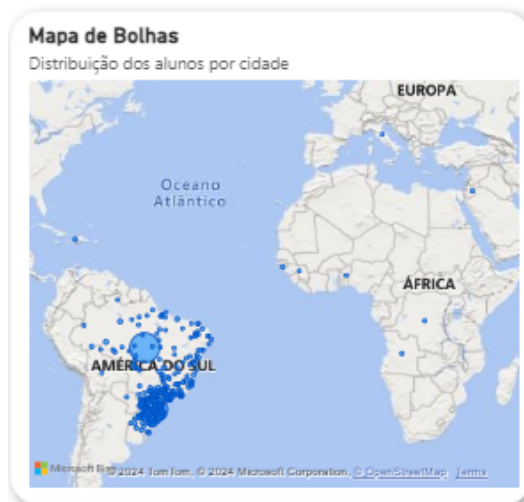 Mapa de Bolhas
Distribuição dos alunos por cidade
EUROPA
Oceano
Atlântico
ÁFRICA
AMÉRICA DO SUL
Microsoft Bing
© 2024 TomTom, © 2024 Microsoft Corporation, © OpenStreetMap Terms